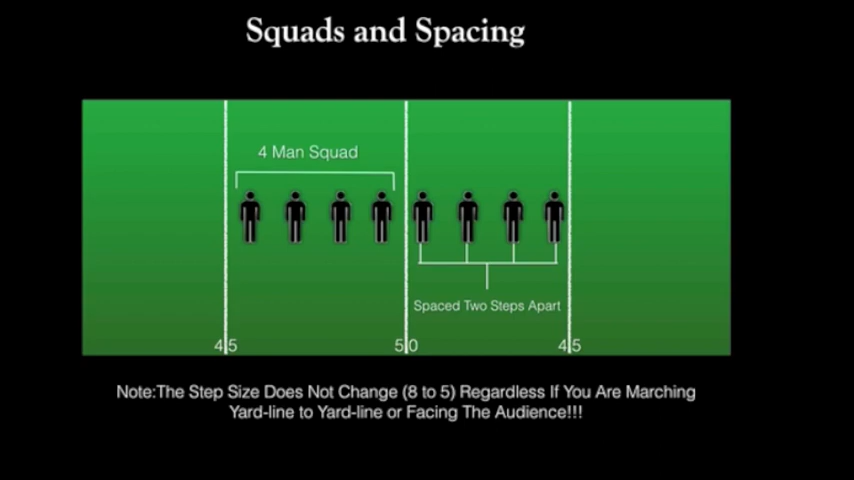 Squads and Spacing
4 Man Squad
Spaced Two Steps Apart
45 50 45
Note:The Step Size Does Not Change (8 to 5) Regardless If You Are Marching
Yard-line to Yard-line or Facing The Audience!!!